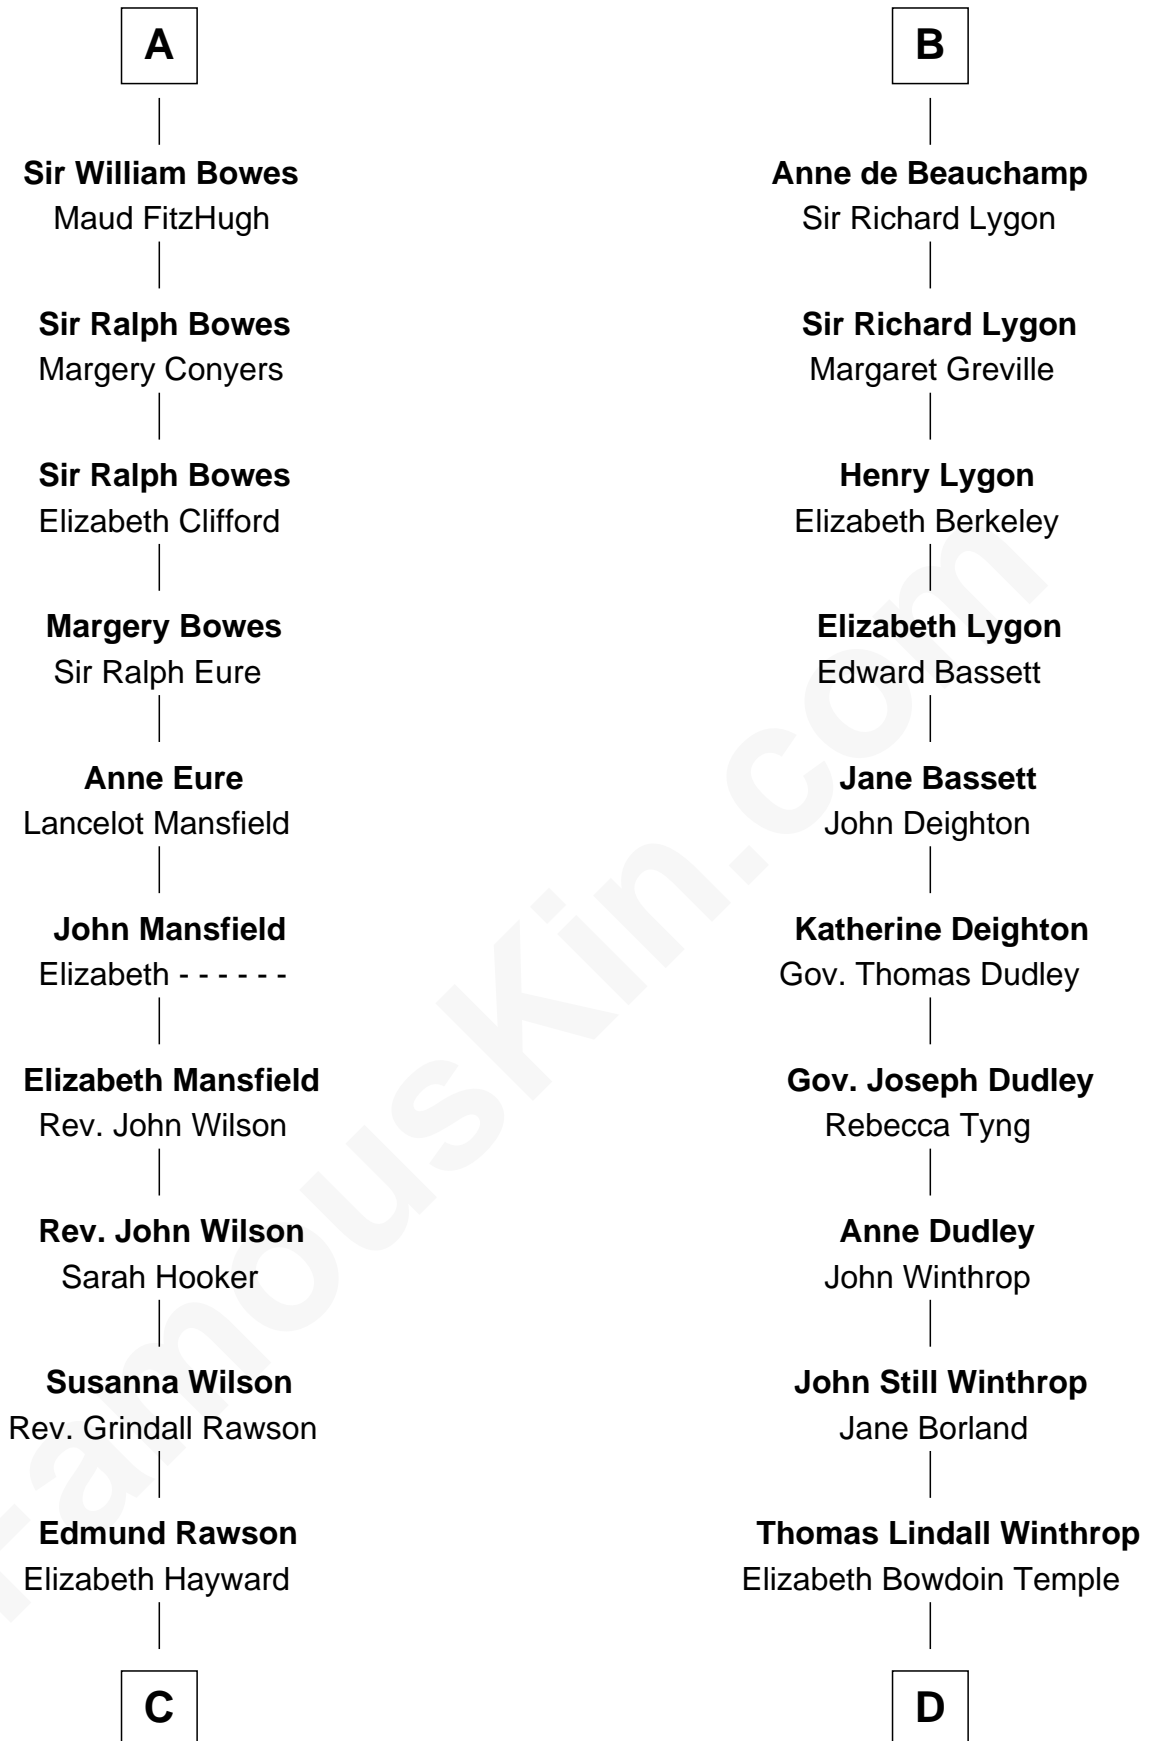 A
Sir William Bowes
Maud FitzHugh
Sir Ralph Bowes
Margery Conyers
Sir Ralph Bowes
Elizabeth Clifford
Margery Bowes
Sir Ralph Eure
Anne Eure
Lancelot Mansfield
John Mansfield
Elizabeth - - - - - -
Elizabeth Mansfield
Rev. John Wilson
Rev. John Wilson
Sarah Hooker
Susanna Wilson
Rev. Grindall Rawson
Edmund Rawson
Elizabeth Hayward
C
B
Anne de Beauchamp
Sir Richard Lygon
Sir Richard Lygon
Margaret Greville
Henry Lygon
Elizabeth Berkeley
Elizabeth Lygon
Edward Bassett
Jane Bassett
John Deighton
Katherine Deighton
Gov. Thomas Dudley
Gov. Joseph Dudley
Rebecca Tyng
Anne Dudley
John Winthrop
John Still Winthrop
Jane Borland
Thomas Lindall Winthrop
Elizabeth Bowdoin Temple
D
FamousKin.com